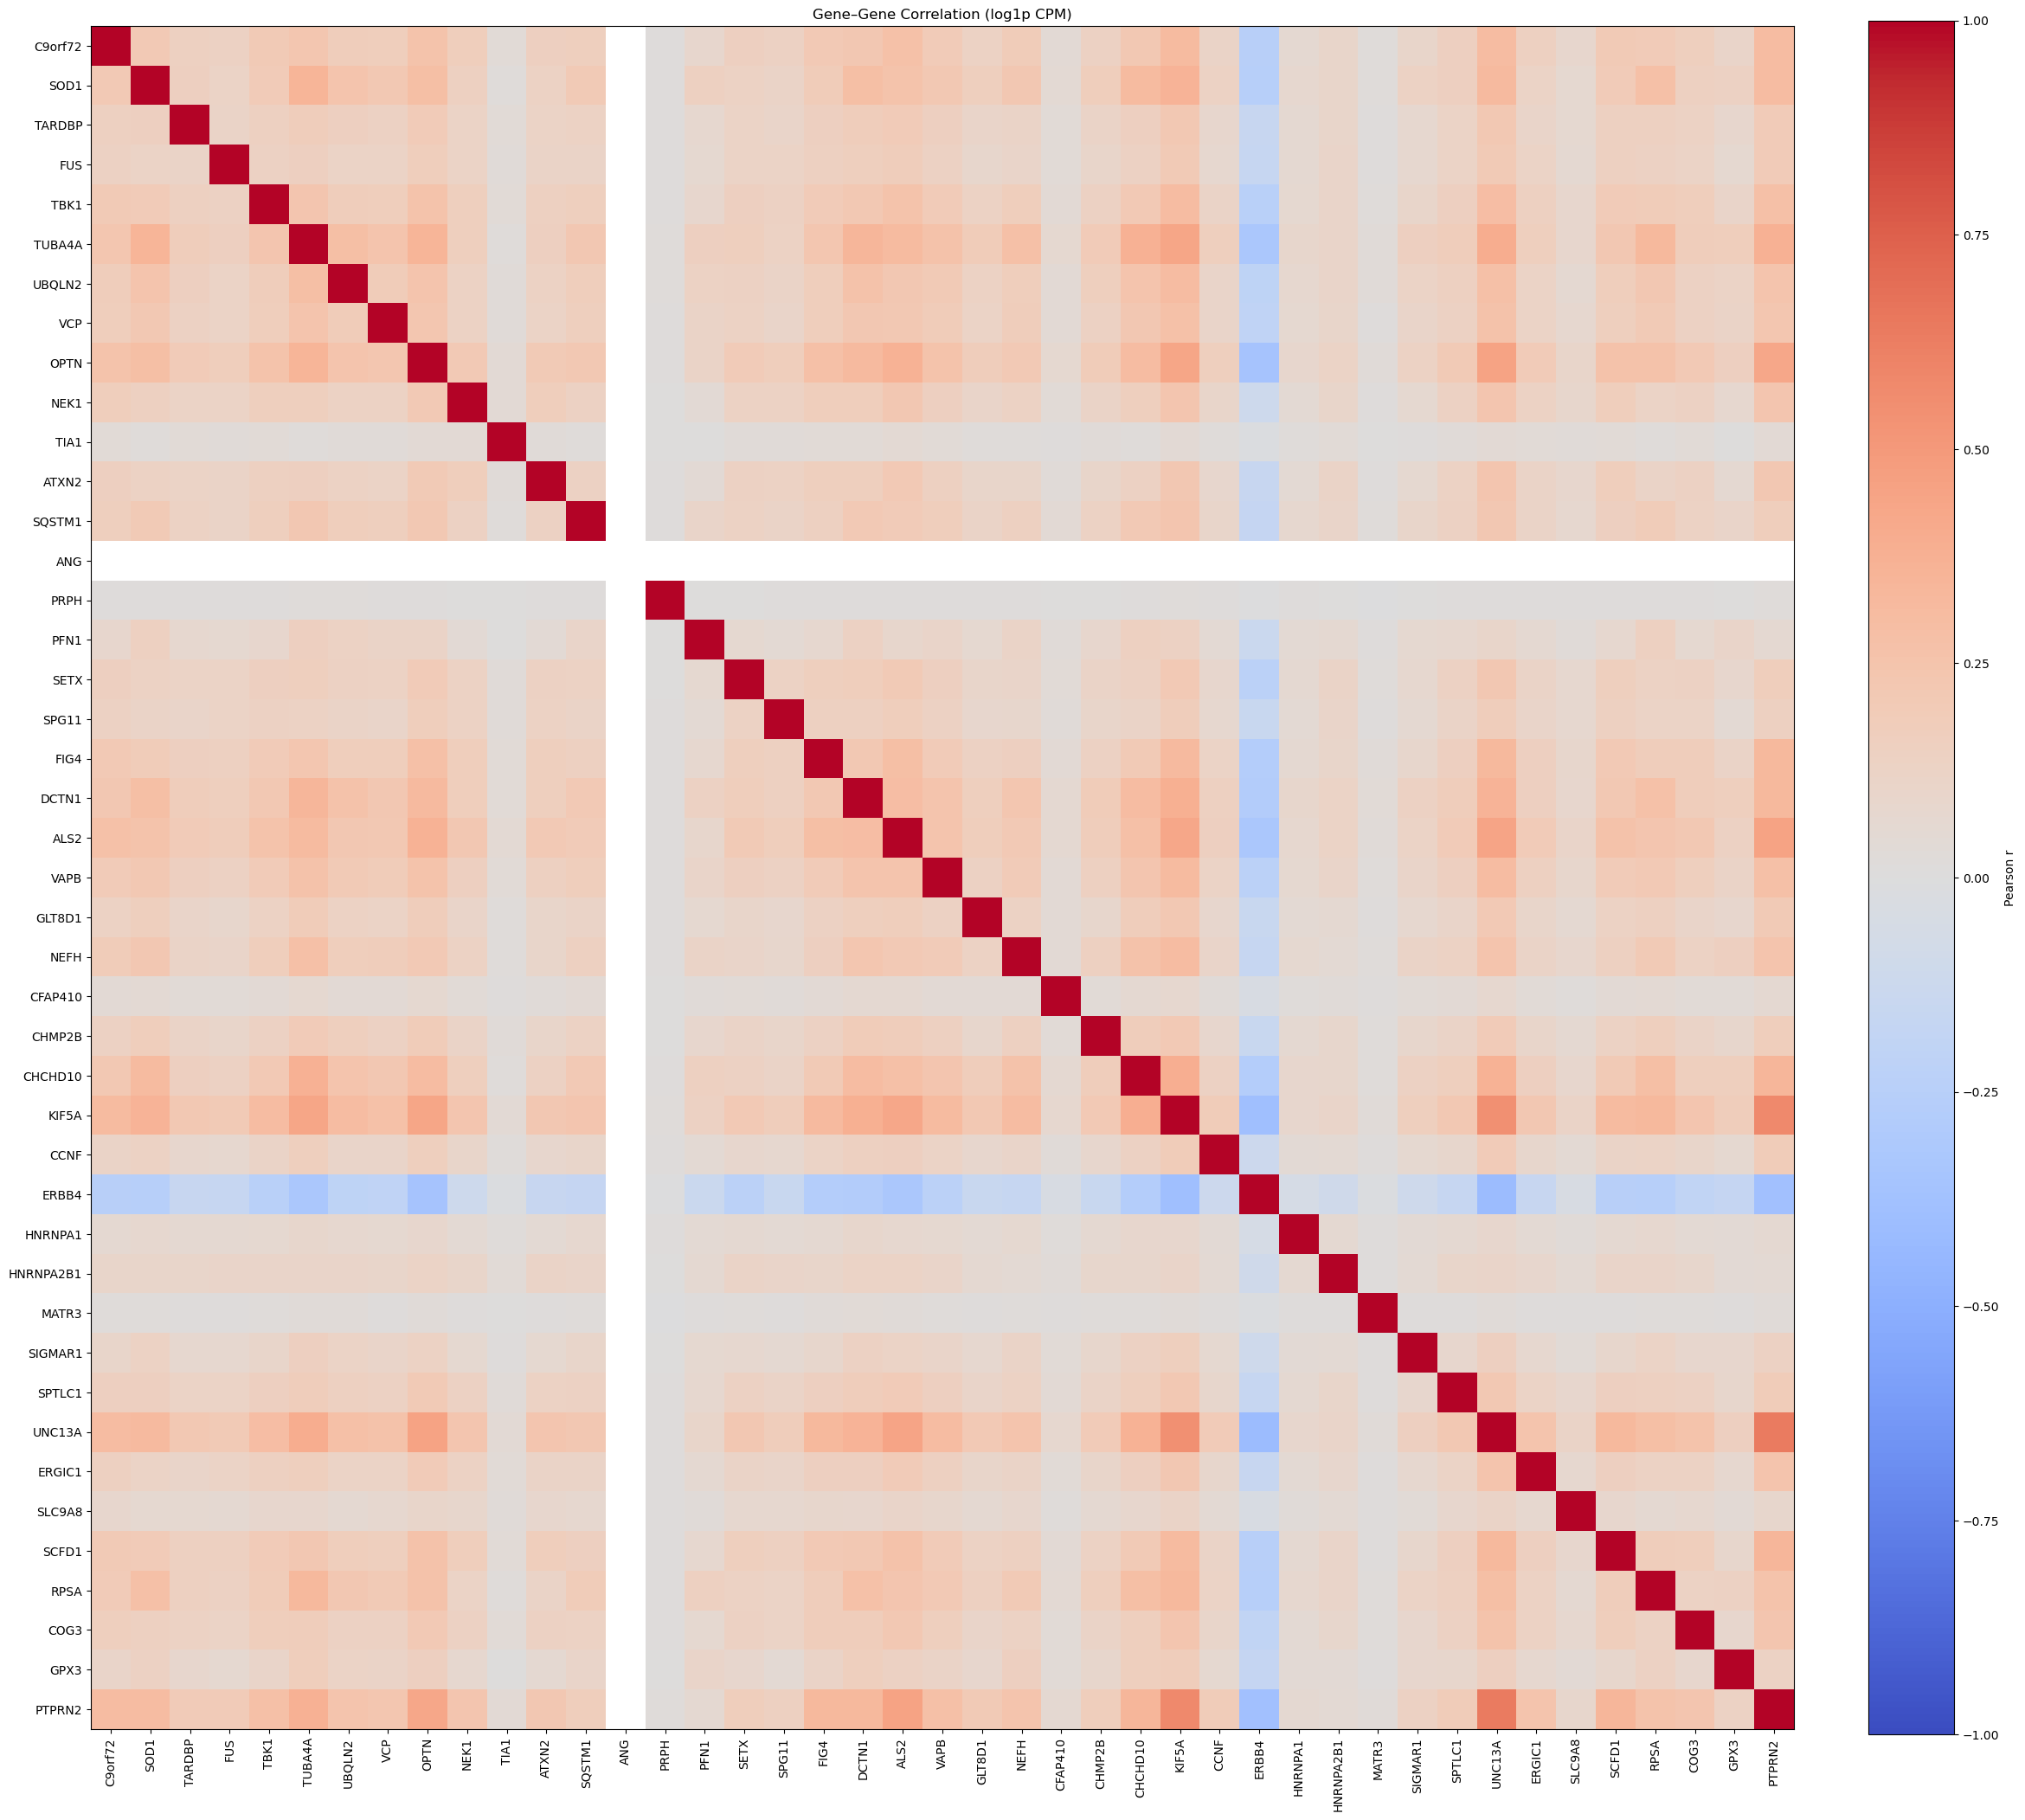 Gene–Gene Correlation (log1p CPM)
C9orf72
SOD1
TARDBP
FUS
TBK1
TUBA4A
UBQLN2
VCP
OPTN
NEK1
TIA1
ATXN2
SQSTM1
ANG
PRPH
PFN1
SETX
SPG11
FIG4
DCTN1
ALS2
VAPB
GLT8D1
NEFH
CFAP410
CHMP2B
CHCHD10
KIF5A
CCNF
ERBB4
HNRNPA1
HNRNPA2B1
MATR3
SIGMAR1
SPTLC1
UNC13A
ERGIC1
SLC9A8
SCFD1
RPSA
COG3
GPX3
PTPRN2
C9orf72
SOD1
TARDBP
FUS
TBK1
TUBA4A
UBQLN2
VCP
OPTN
NEK1
TIA1
ATXN2
SQSTM1
ANG
PRPH
PFN1
SETX
SPG11
FIG4
DCTN1
ALS2
VAPB
GLT8D1
NEFH
CFAP410
CHMP2B
CHCHD10
KIF5A
CCNF
ERBB4
HNRNPA1
HNRNPA2B1
MATR3
SIGMAR1
SPTLC1
UNC13A
ERGIC1
SLC9A8
SCFD1
RPSA
COG3
GPX3
PTPRN2
1.00
0.75
0.50
0.25
0.00
−0.25
−0.50
−0.75
−1.00
Pearson r